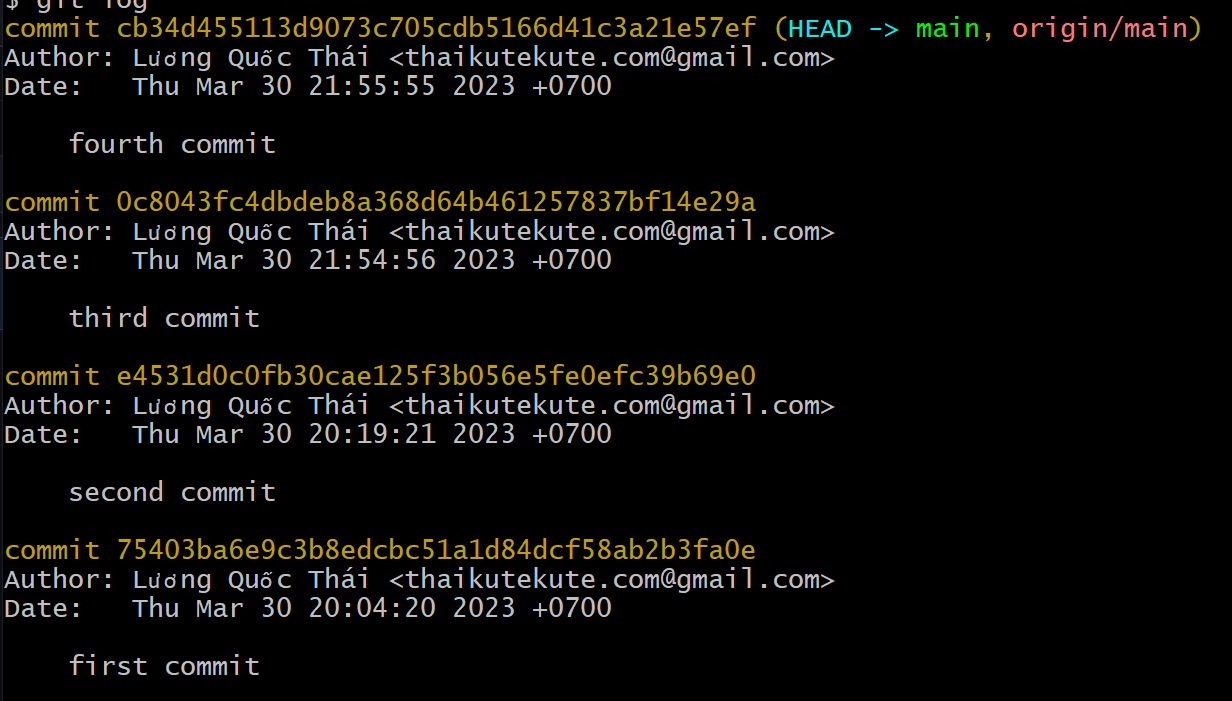 $ git log
commit cb34d455113d9073c705cdb5166d41c3a21e57ef (HEAD -> main, origin/main)
Author: Lương Quốc Thái <thaikutekute.com@gmail.com>
Date:   Thu Mar 30 21:55:55 2023 +0700
    fourth commit
commit 0c8043fc4dbdeb8a368d64b461257837bf14e29a
Author: Lương Quốc Thái <thaikutekute.com@gmail.com>
Date:   Thu Mar 30 21:54:56 2023 +0700
    third commit
commit e4531d0c0fb30cae125f3b056e5fe0efc39b69e0
Author: Lương Quốc Thái <thaikutekute.com@gmail.com>
Date:   Thu Mar 30 20:19:21 2023 +0700
    second commit
commit 75403ba6e9c3b8edcbc51a1d84dcf58ab2b3fa0e
Author: Lương Quốc Thái <thaikutekute.com@gmail.com>
Date:   Thu Mar 30 20:04:20 2023 +0700
    first commit